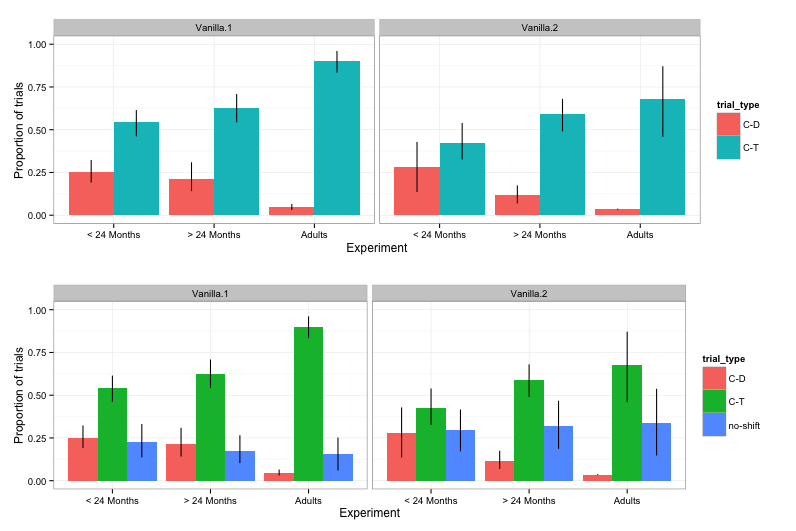 Vanilla.1 Vanilla.2
1.00
0.75
0.50
0.25
0.00
Proportion of trials
< 24 Months > 24 Months Adults < 24 Months > 24 Months Adults
Experiment
trial_type
C-D
C-T
Vanilla.1 Vanilla.2
1.00
0.75
0.50
0.25
0.00
Proportion of trials
< 24 Months > 24 Months Adults < 24 Months > 24 Months Adults
Experiment
trial_type
C-D
C-T
no-shift